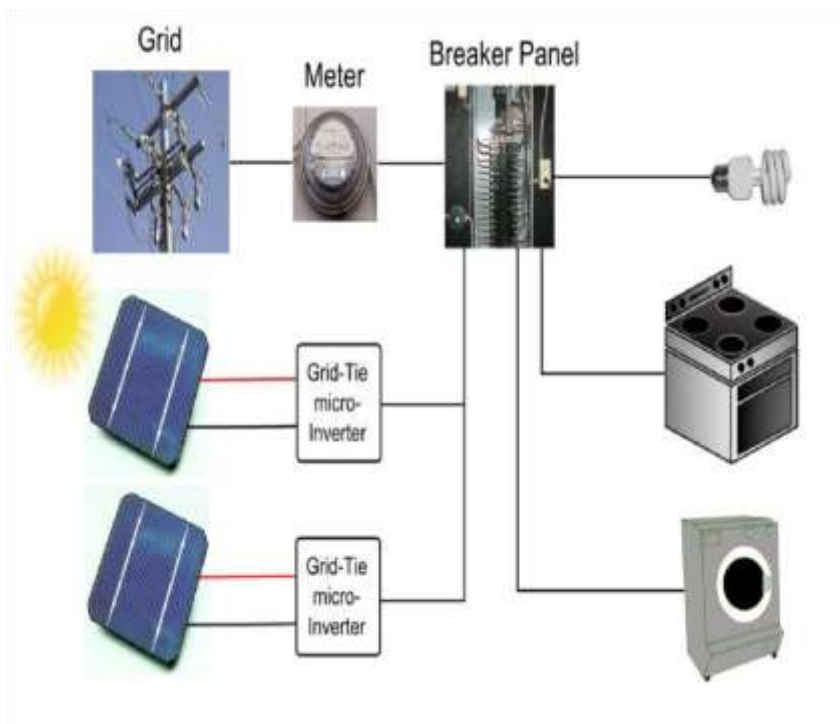 Grid
Meter
Breaker Panel
Grid-Tie
micro-
Inverter
Grid-Tie
micro-
Inverter